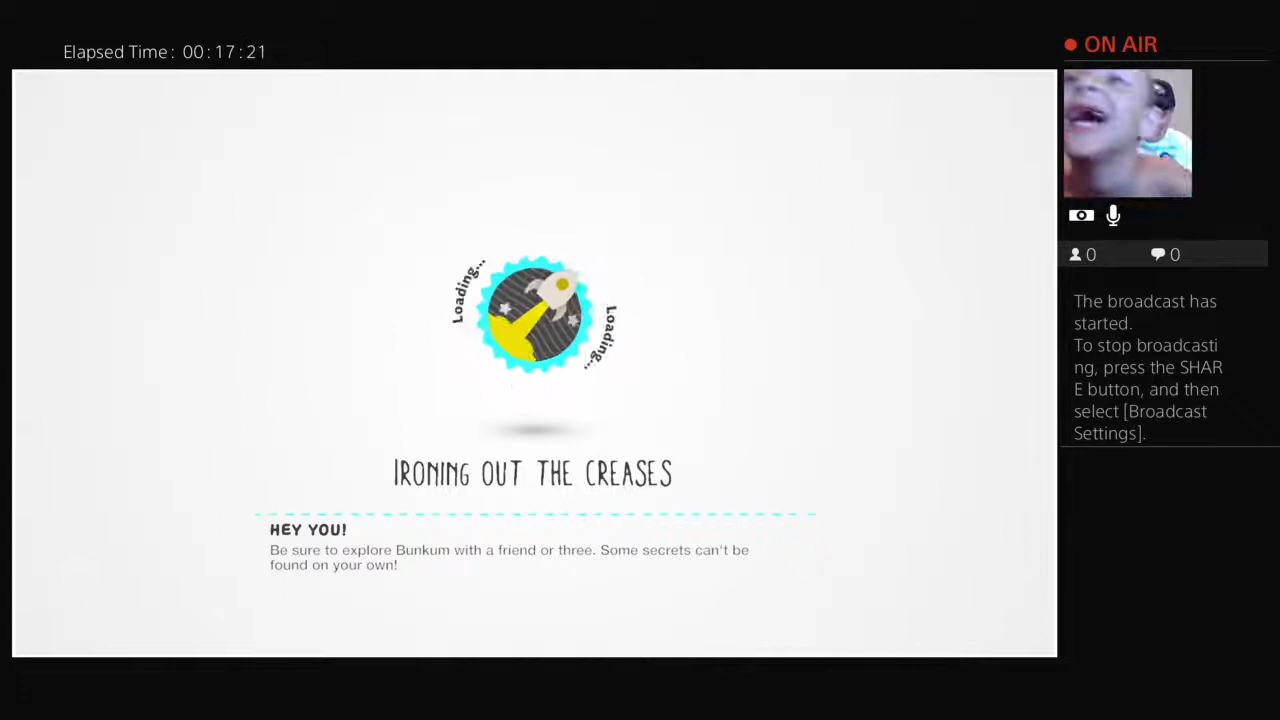 Elapsed Time: 00:17:21
ON AIR
0
0
The broadcast has
started.
To stop broadcasti
ng, press the SHAR
E button, and then
select [Broadcast
Settings].
Loading...
Loading...
IRONING OUT THE CREASES
HEY YOU!
Be sure to explore Bunkum with a friend or three. Some secrets can't be
found on your own!